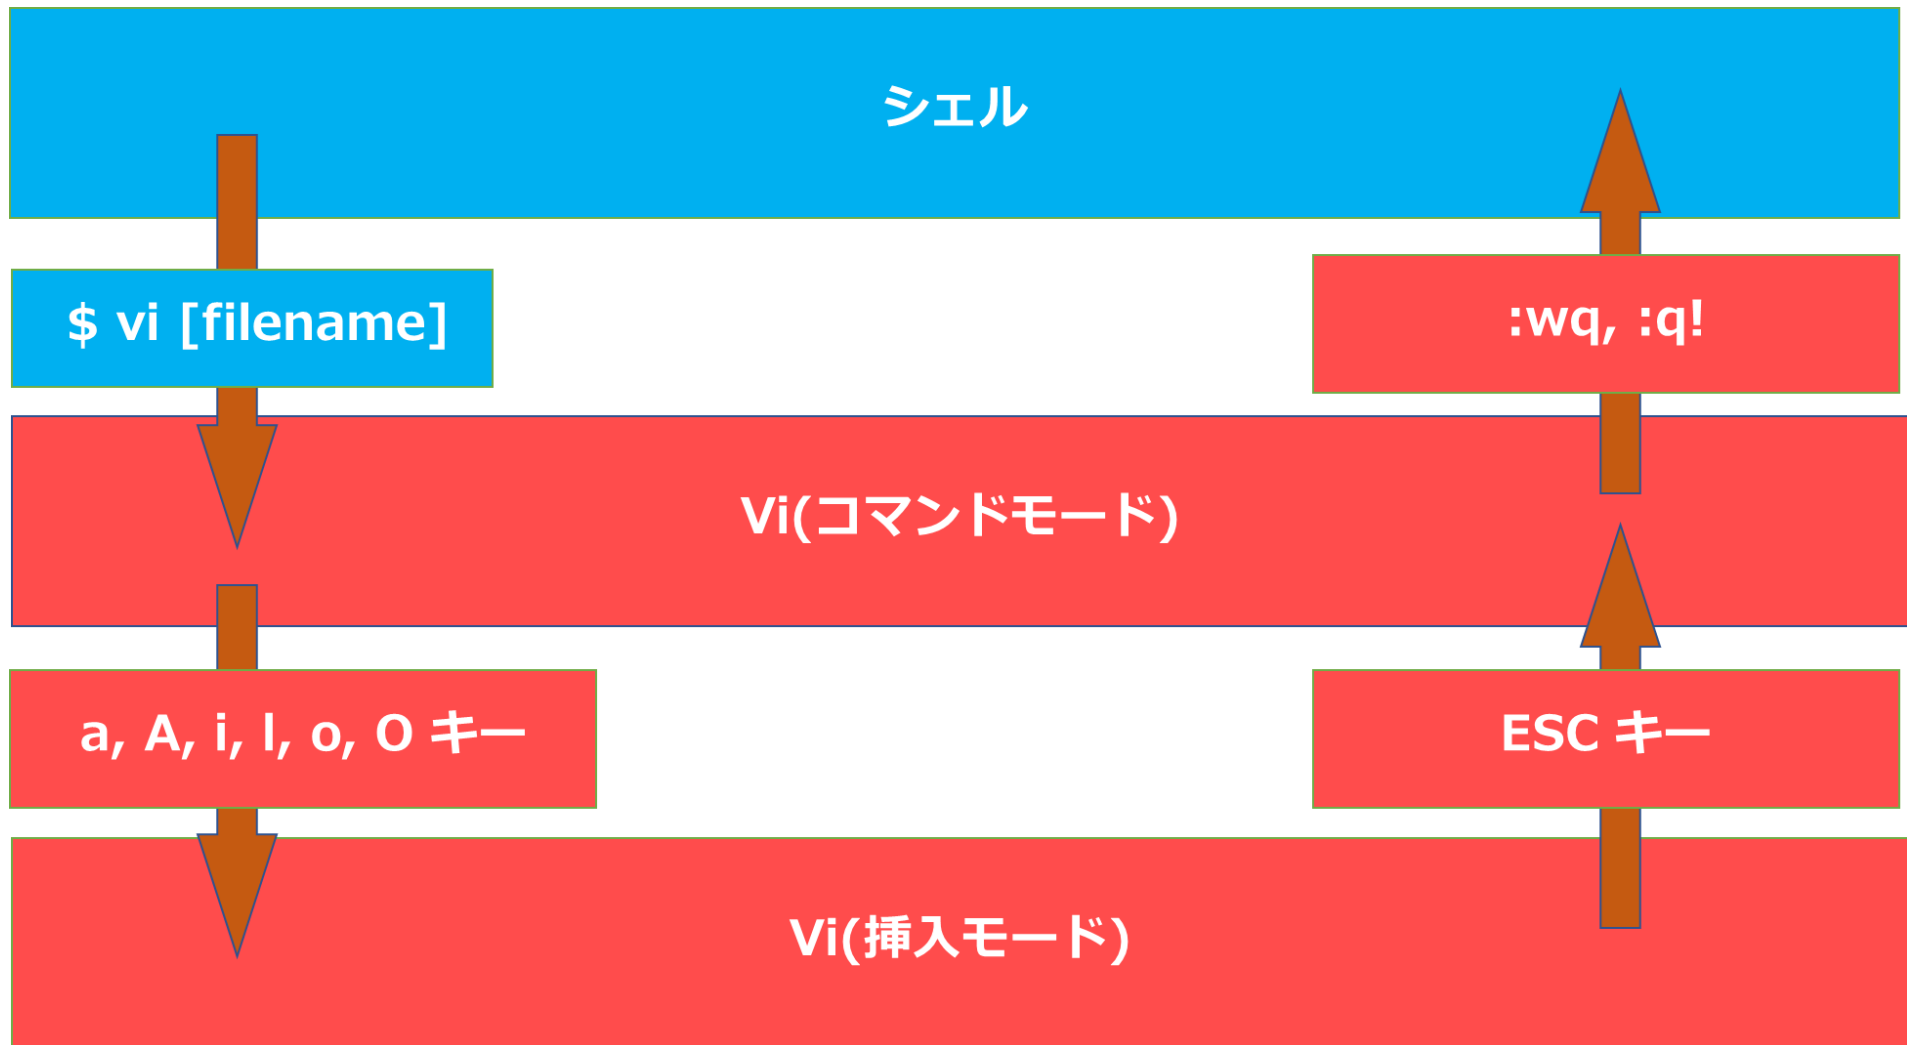 シェル
$ vi [filename]
:wq, :q!
Vi(コマンドモード)
a, A, i, l, o, O キー
ESC キー
Vi(挿入モード)